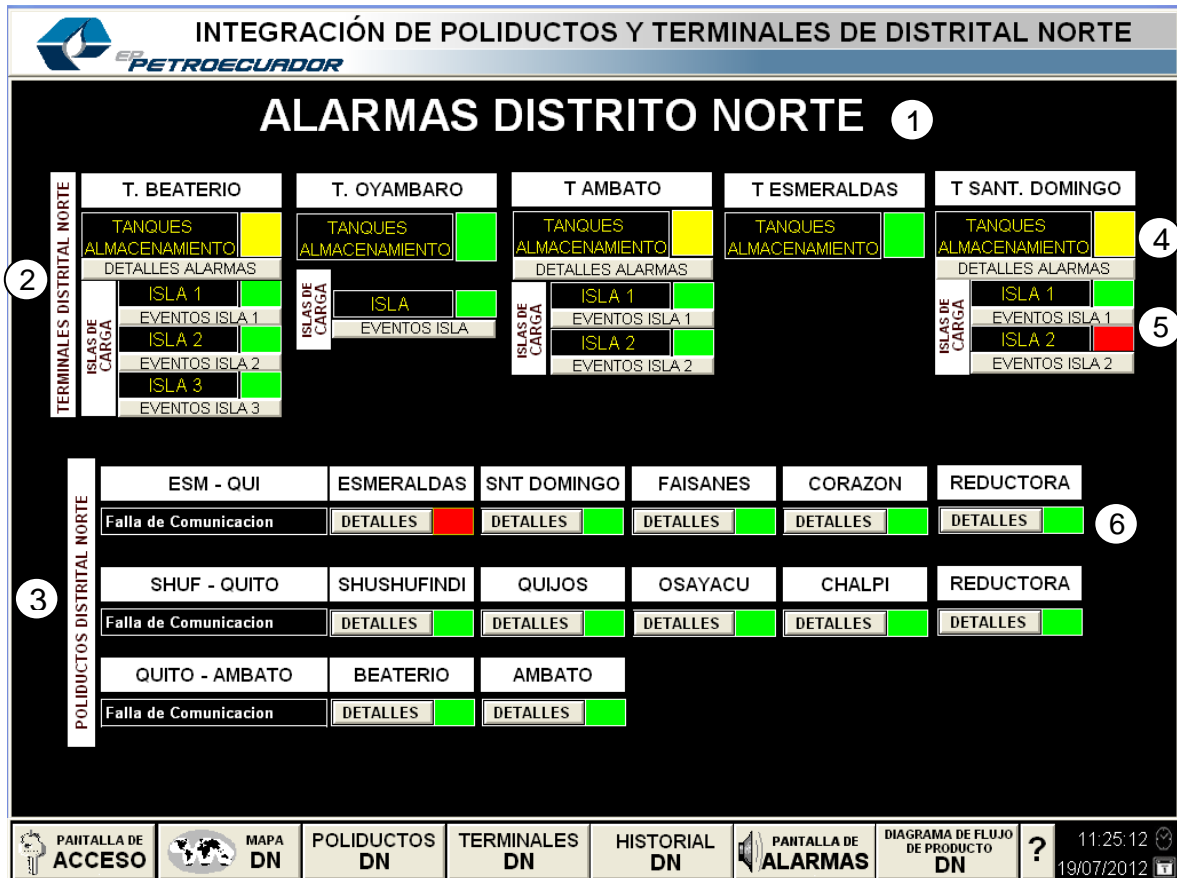 INTEGRACIÓN DE POLIDUCTOS Y TERMINALES DE DISTRITAL NORTE
EP PETROECUADOR
ALARMAS DISTRITO NORTE 1
2
TERMINALES DISTRITAL NORTE
T. BEATERIO
TANQUES
ALMACENAMIENTO
DETALLES ALARMAS
ISLAS DE
CARGA
ISLA 1
EVENTOS ISLA 1
ISLA 2
EVENTOS ISLA 2
ISLA 3
EVENTOS ISLA 3
T. OYAMBARO
TANQUES
ALMACENAMIENTO
ISLAS DE
CARGA
ISLA
EVENTOS ISLA
T AMBATO
TANQUES
ALMACENAMIENTO
DETALLES ALARMAS
ISLAS DE
CARGA
ISLA 1
EVENTOS ISLA 1
ISLA 2
EVENTOS ISLA 2
T ESMERALDAS
TANQUES
ALMACENAMIENTO
T SANT. DOMINGO
TANQUES
ALMACENAMIENTO
4
DETALLES ALARMAS
ISLAS DE
CARGA
ISLA 1
EVENTOS ISLA 1
5
ISLA 2
EVENTOS ISLA 2
3
POLIDUCTOS DISTRITAL NORTE
ESM - QUI ESMERALDAS SNT DOMINGO FAISANES CORAZON REDUCTORA
Falla de Comunicacion DETALLES DETALLES DETALLES DETALLES DETALLES 6
SHUF - QUITO SHUSHUFINDI QUIJOS OSAYACU CHALPI REDUCTORA
Falla de Comunicacion DETALLES DETALLES DETALLES DETALLES DETALLES
QUITO - AMBATO BEATERIO AMBATO
Falla de Comunicacion DETALLES DETALLES
PANTALLA DE
ACCESO
MAPA
DN
POLIDUCTOS
DN
TERMINALES
DN
HISTORIAL
DN
PANTALLA DE
ALARMAS
DIAGRAMA DE FLUJO
DE PRODUCTO
DN
?
11:25:12
19/07/2012